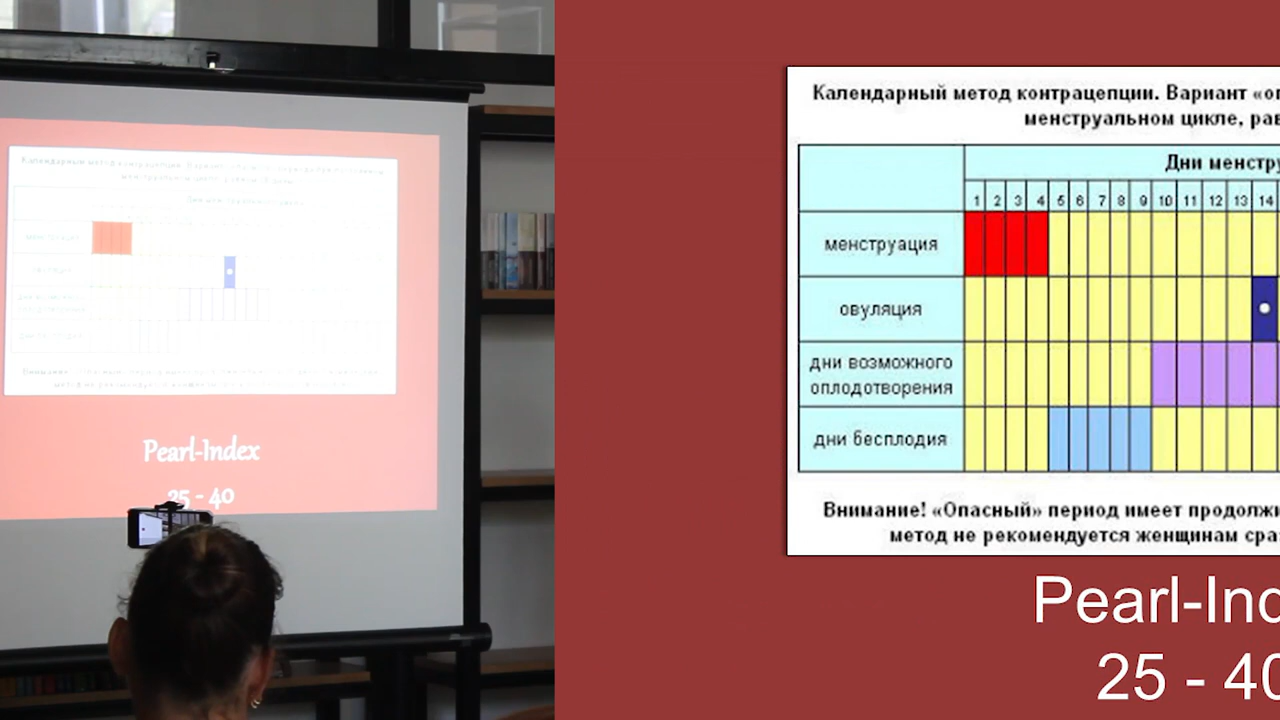 Календарный метод контрацепции. Вариант «оп
менструальном цикле, рав
Дни менстру
1 2 3 4 5 6 7 8 9 10 11 12 13 14
менструация
овуляция
дни возможного
оплодотворения
дни бесплодия
Внимание! «Опасный» период имеет продолжи
метод не рекомендуется женщинам сра
Pearl-Ind
25 - 40
Pearl-Index
25 - 40